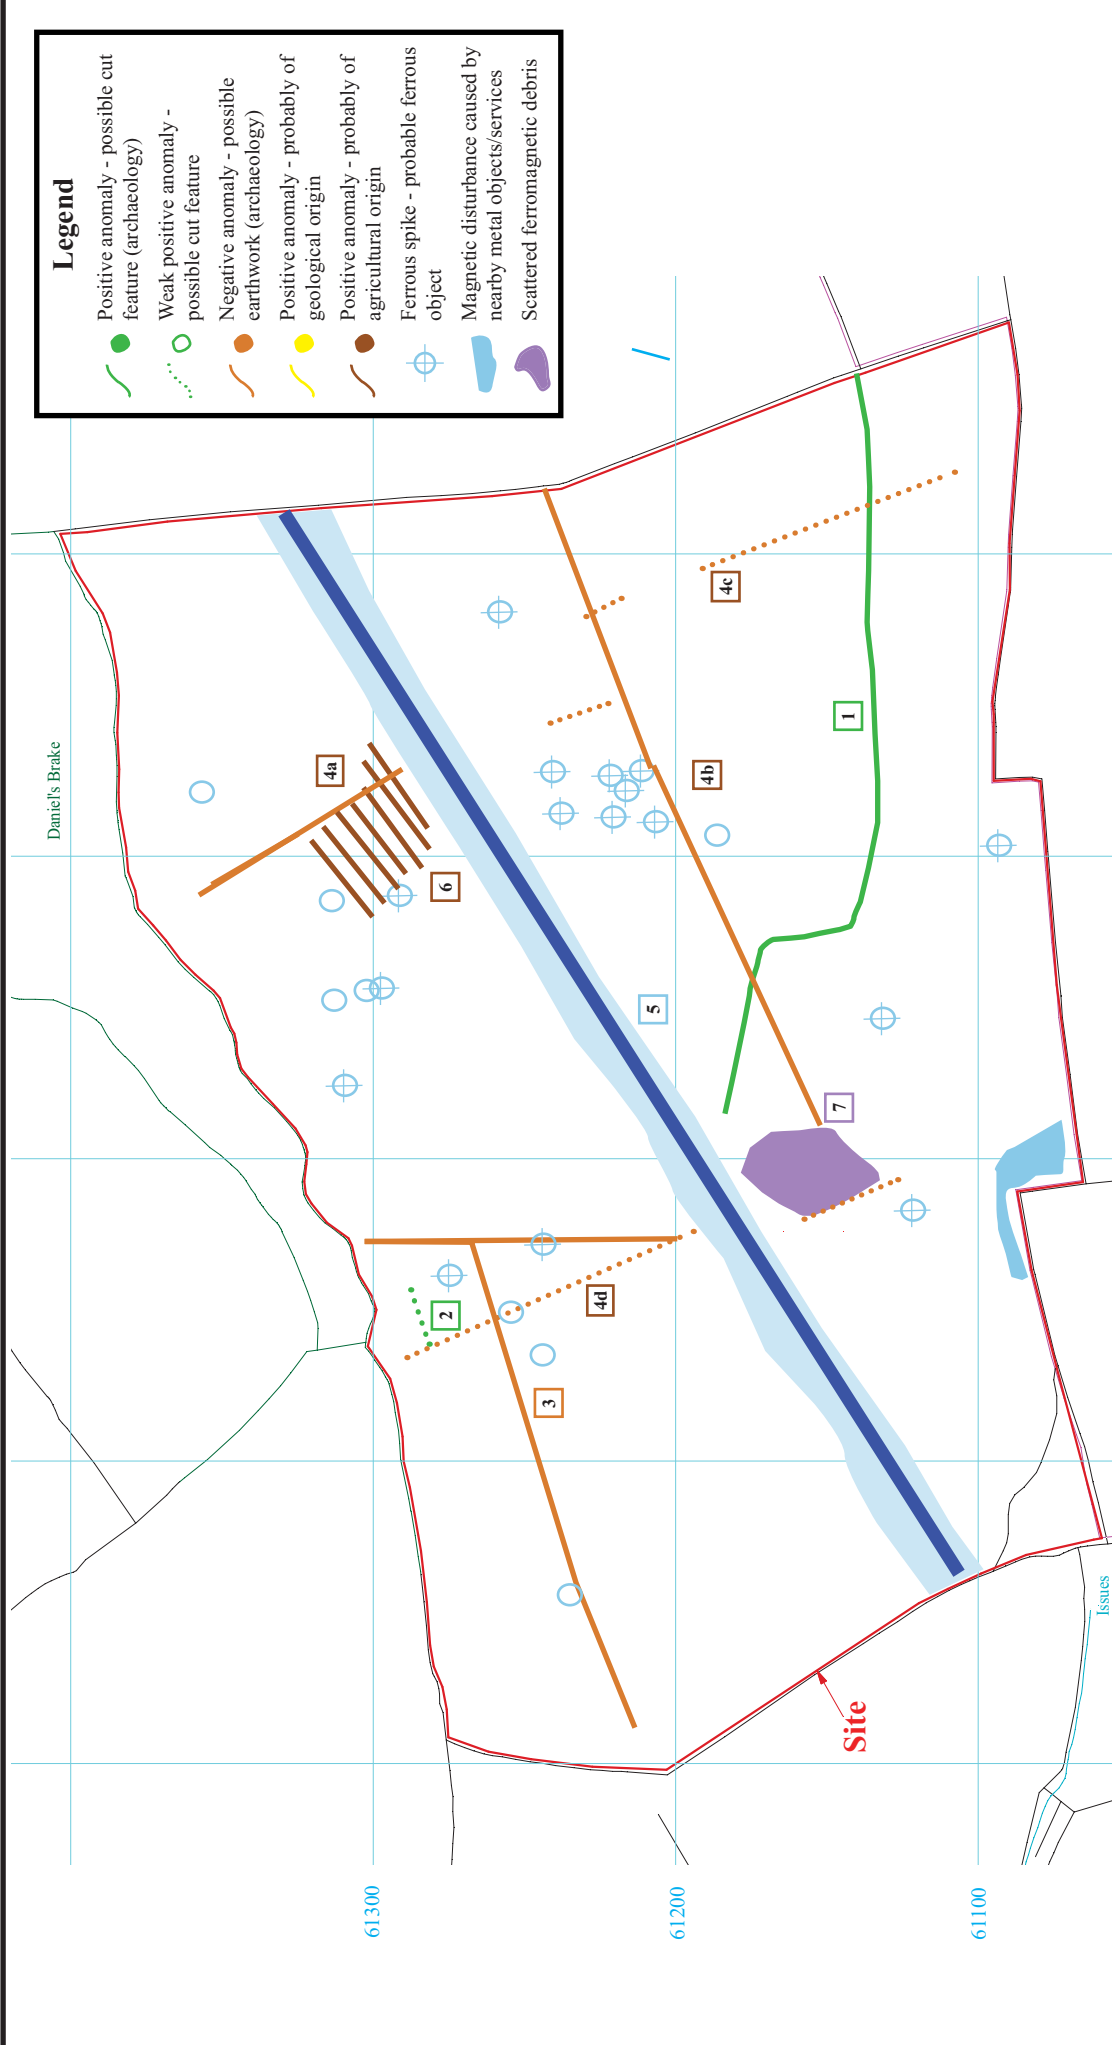 Legend
Positive anomaly - possible cut
feature (archaeology)
Weak positive anomaly -
possible cut feature
Negative anomaly - possible
earthwork (archaeology)
Positive anomaly - probably of
geological origin
Positive anomaly - probably of
agricultural origin
Ferrous spike - probable ferrous
object
Magnetic disturbance caused by
nearby metal objects/services
Scattered ferromagnetic debris
Daniel's Brake
4a
6
4c
4b
1
5
7
2
4d
3
Site
Issues
61300
61200
61100